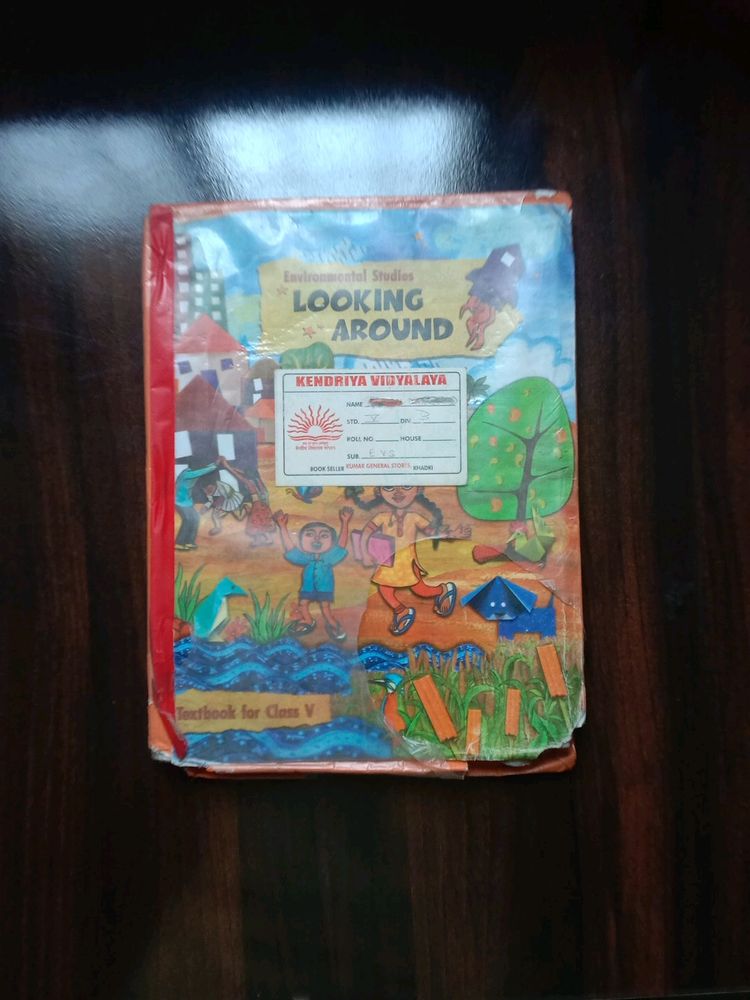 Environmental Studies
LOOKING
AROUND
KENDRIYA VIDYALAYA
NAME
STD. V DIV B
ROLL NO HOUSE
SUB EVS
BOOK SELLER KUMAR GENERAL STORES, KHADKI
Textbook for Class V